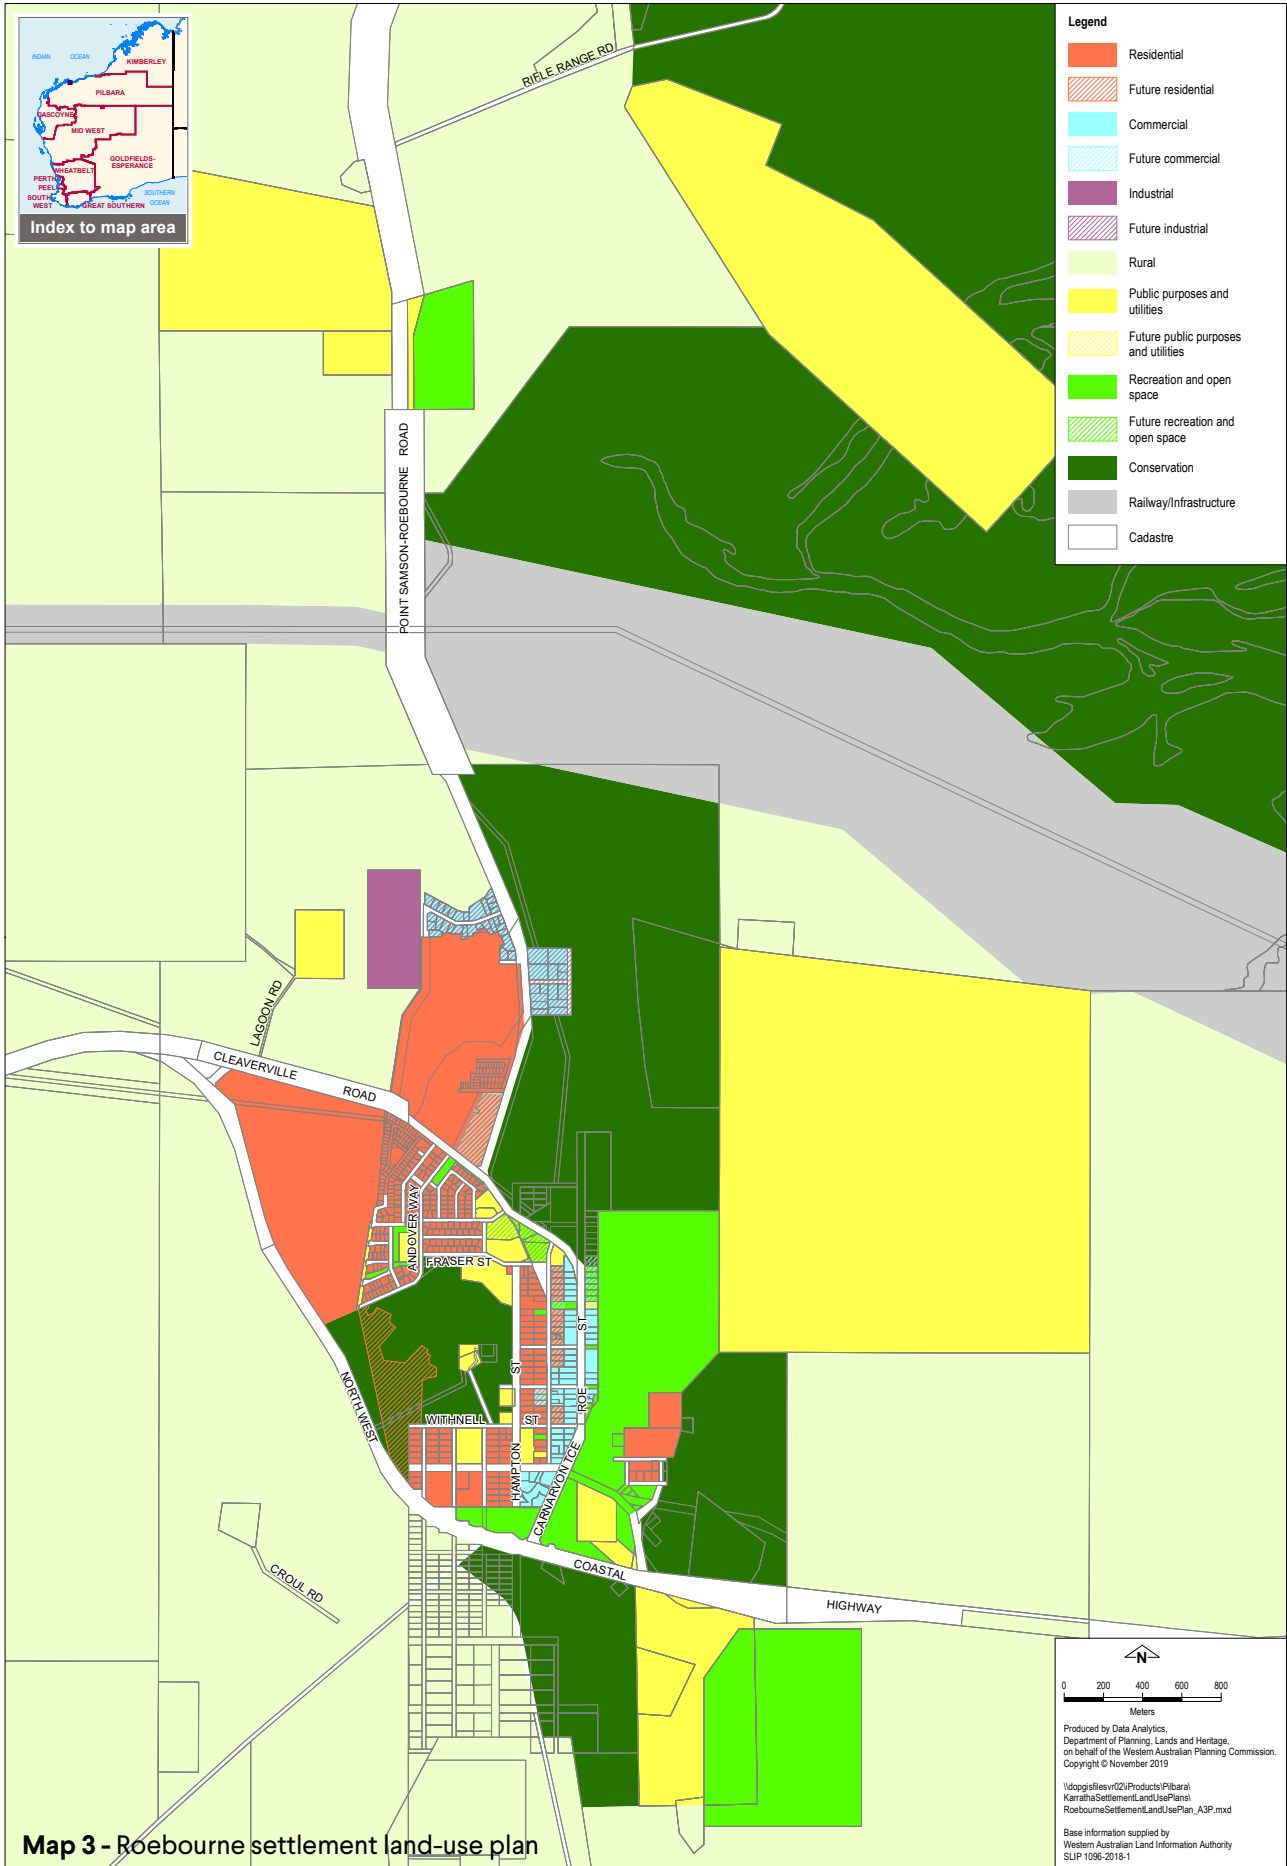 INDIAN OCEAN
KIMBERLEY
PILBARA
GASCOYNE
MID WEST
GOLDFIELDS-
ESPERANCE
WHEATBELT
PERTH
PEEL
SOUTH
WEST
GREAT SOUTHERN
SOUTHERN
OCEAN
Index to map area
Legend
Residential
Future residential
Commercial
Future commercial
Industrial
Future industrial
Rural
Public purposes and
utilities
Future public purposes
and utilities
Recreation and open
space
Future recreation and
open space
Conservation
Railway/Infrastructure
Cadastre
RIFLE RANGE RD
POINT SAMSON-ROEBOURNE ROAD
LAGOON RD
CLEAVERVILLE ROAD
ANDOVER WAY
FRASER ST
ROE ST
HAMPTON ST
WITHNELL ST
CARNARVON TCE
NORTH WEST COASTAL HIGHWAY
CROUL RD
N
0 200 400 600 800
Meters
Produced by Data Analytics,
Department of Planning, Lands and Heritage,
on behalf of the Western Australian Planning Commission.
Copyright © November 2019
\\dopgisfilesvr02\iProducts\Pilbara\
KarrathaSettlementLandUsePlans\
RoebourneSettlementLandUsePlan_A3P.mxd
Base information supplied by
Western Australian Land Information Authority
SLIP 1096-2018-1
Map 3 - Roebourne settlement land-use plan